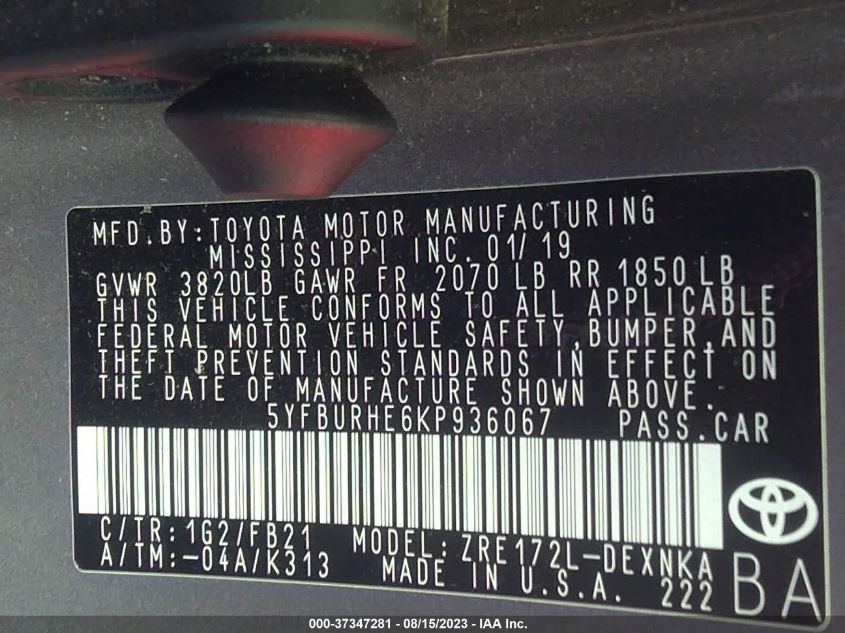 MFD.BY:TOYOTA MOTOR MANUFACTURING
MISSISSIPPI INC. 01/19
GVWR 3820LB GAWR FR 2070 LB RR 1850 LB
THIS VEHICLE CONFORMS TO ALL APPLICABLE
FEDERAL MOTOR VEHICLE SAFETY,BUMPER,AND
THEFT PREVENTION STANDARDS IN EFFECT ON
THE DATE OF MANUFACTURE SHOWN ABOVE.
5YFBURHE6KP936067 PASS.CAR
C/TR:1G2/FB21 MODEL:ZRE172L-DEXNKA
A/TM:-04A/K313 MADE IN U.S.A. 222 BA
000-37347281 - 08/15/2023 - IAA Inc.